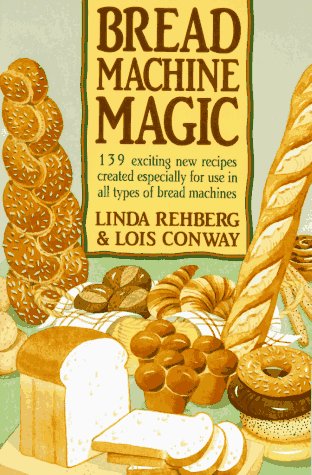 BREAD
MACHINE
MAGIC
139 exciting new recipes
created especially for use in
all types of bread machines
LINDA REHBERG
& LOIS CONWAY